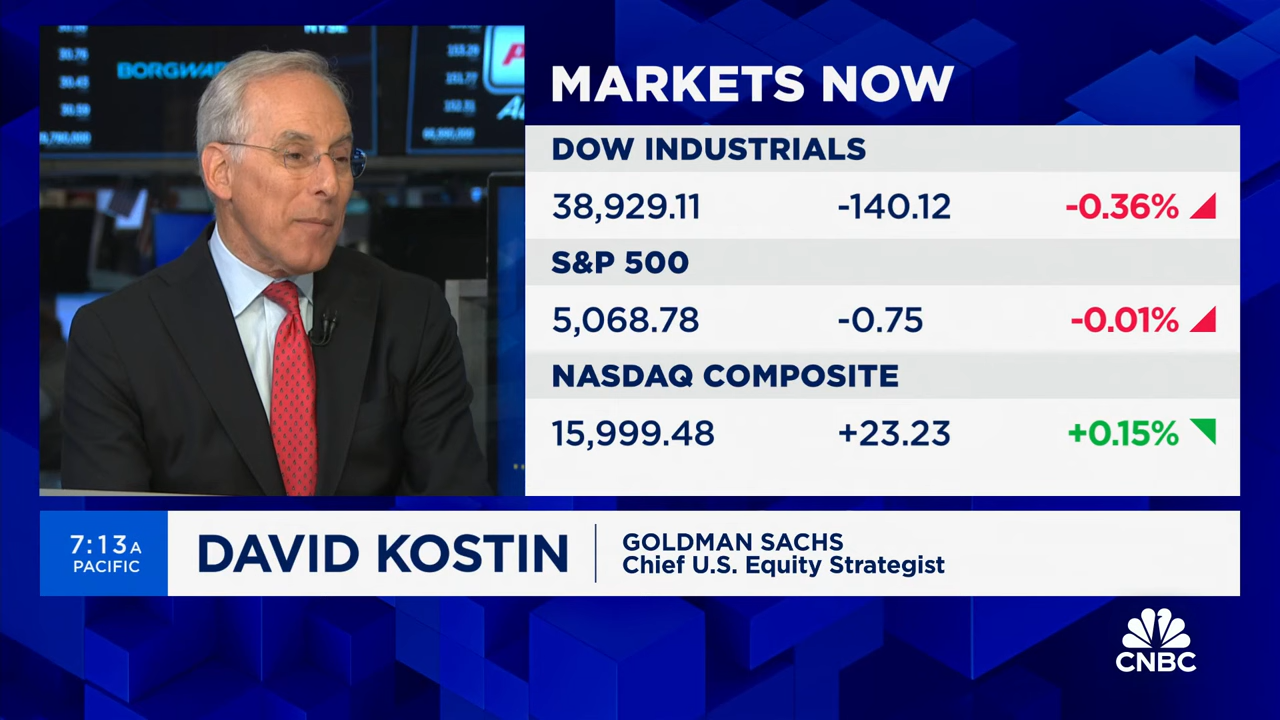 NYSE
BORGWAR
MARKETS NOW
DOW INDUSTRIALS
38,929.11 -140.12 -0.36%
S&P 500
5,068.78 -0.75 -0.01%
NASDAQ COMPOSITE
15,999.48 +23.23 +0.15%
7:13A
PACIFIC
DAVID KOSTIN
GOLDMAN SACHS
Chief U.S. Equity Strategist
CNBC